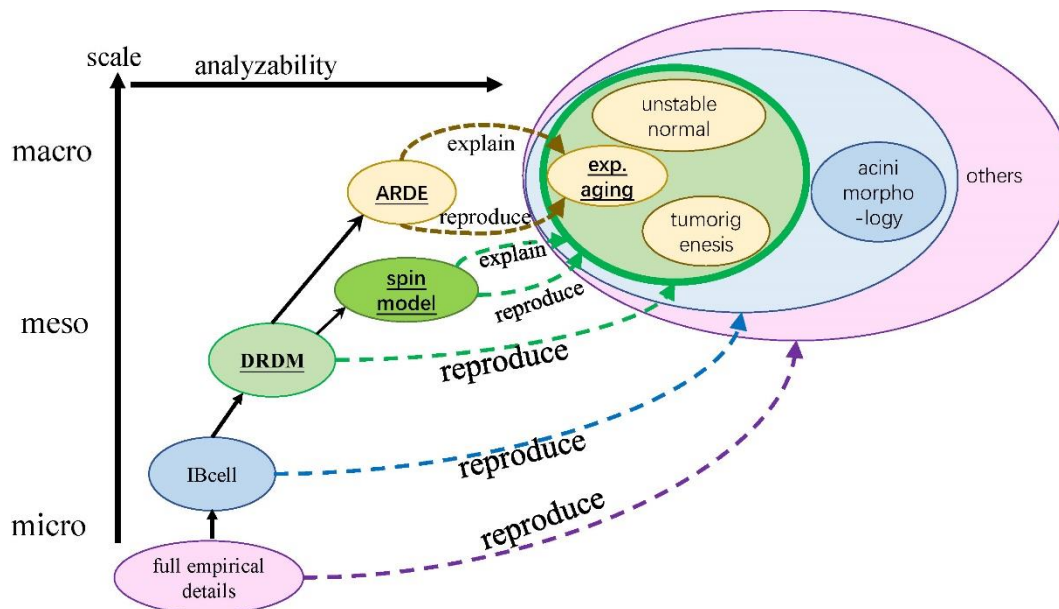 scale
analyzability
macro
explain
ARDE
reproduce
unstable
normal
exp.
aging
tumorig
enesis
acini
morpho
-logy
others
spin
model
explain
reproduce
meso
DRDM
reproduce
IBcell
reproduce
micro
full empirical
details
reproduce